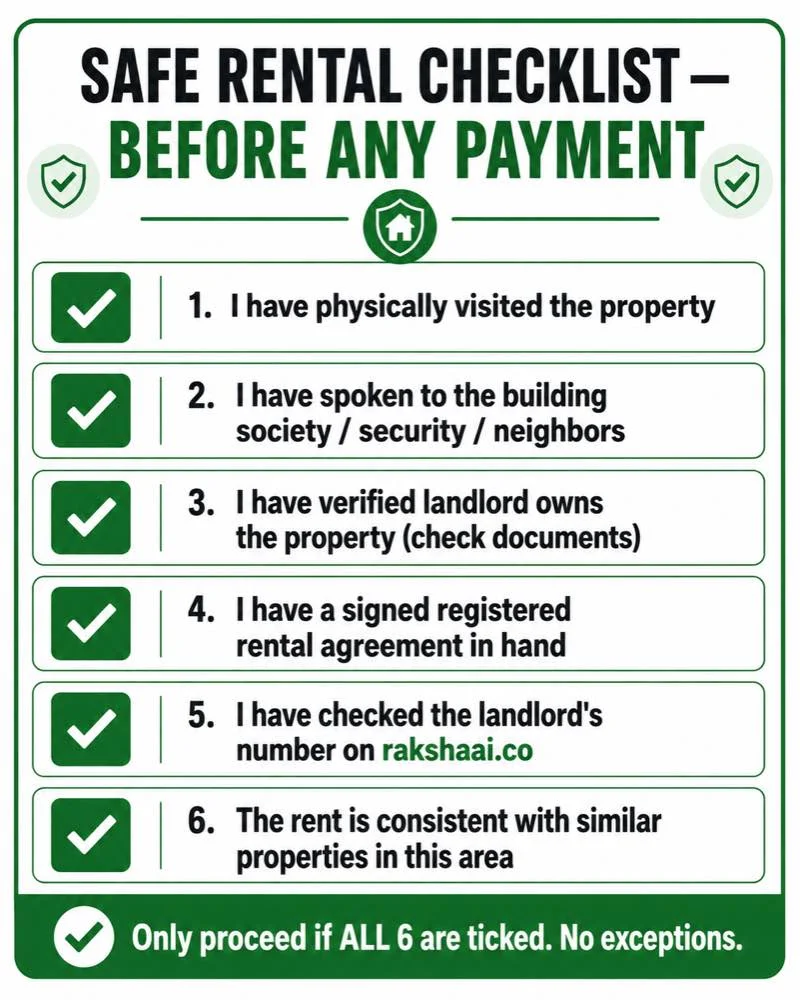 SAFE RENTAL CHECKLIST –
BEFORE ANY PAYMENT
1. I have physically visited the property
2. I have spoken to the building
society / security / neighbors
3. I have verified landlord owns
the property (check documents)
4. I have a signed registered
rental agreement in hand
5. I have checked the landlord's
number on rakshaai.co
6. The rent is consistent with similar
properties in this area
Only proceed if ALL 6 are ticked. No exceptions.